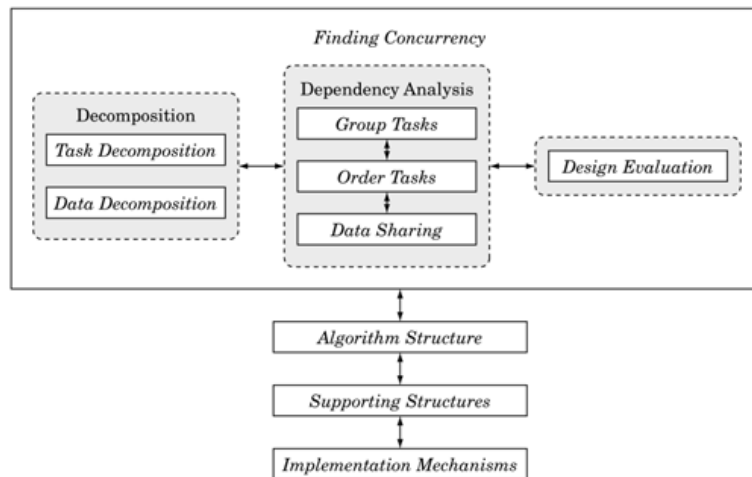 Finding Concurrency
Decomposition
Task Decomposition
Data Decomposition
Dependency Analysis
Group Tasks
Order Tasks
Data Sharing
Design Evaluation
Algorithm Structure
Supporting Structures
Implementation Mechanisms